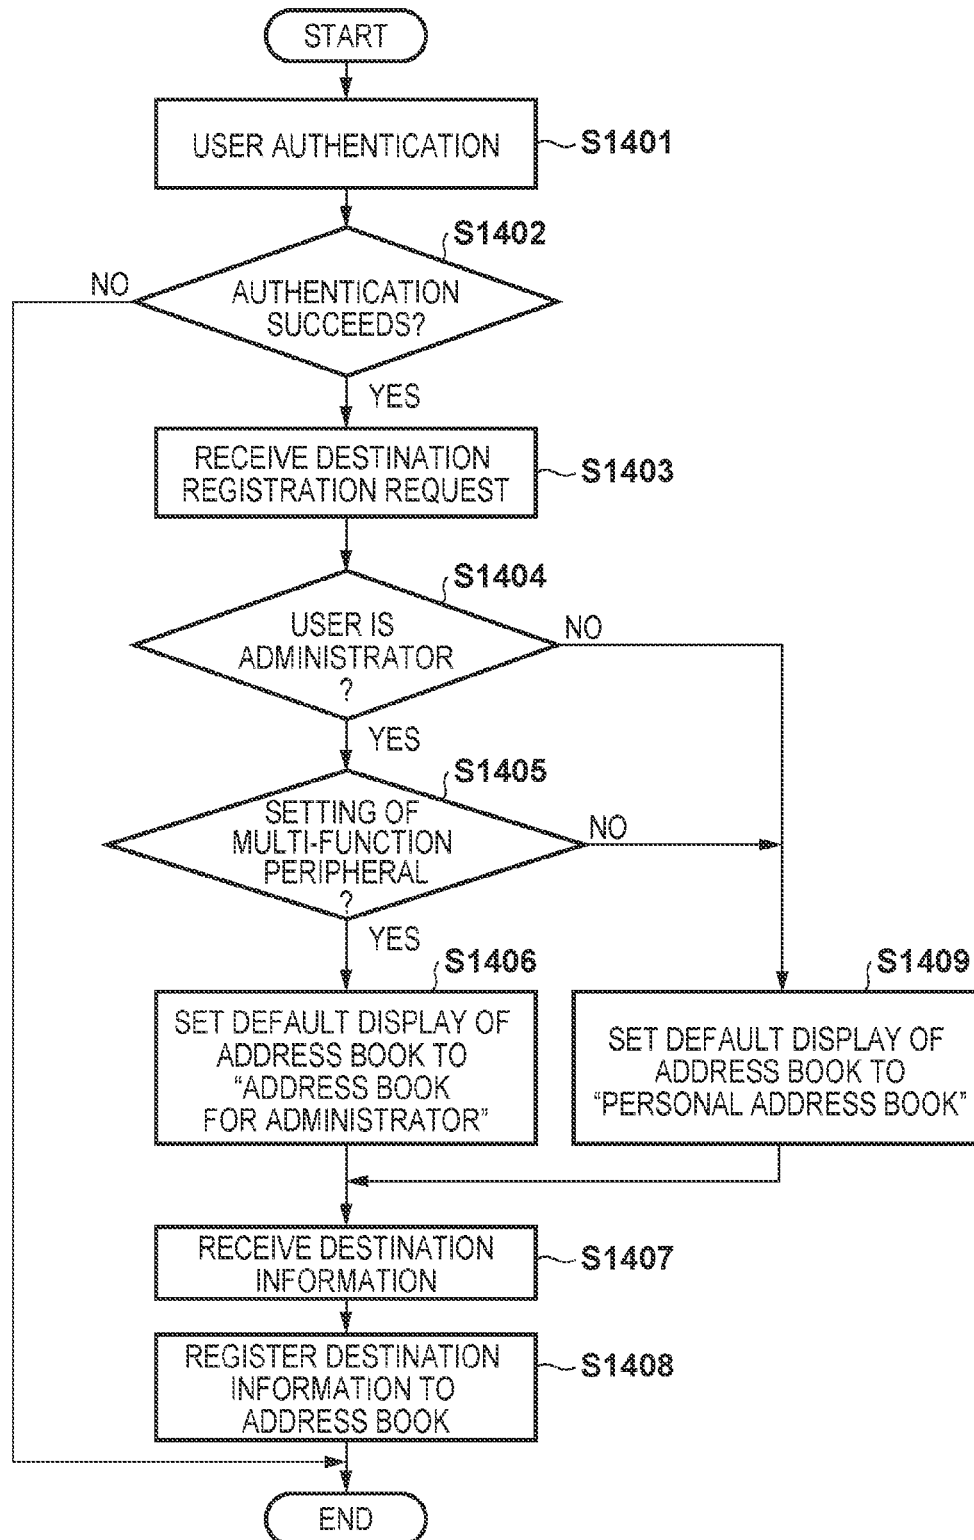 START
USER AUTHENTICATION
S1401
S1402
NO
AUTHENTICATION
SUCCEEDS?
YES
RECEIVE DESTINATION
REGISTRATION REQUEST
S1403
S1404
USER IS
ADMINISTRATOR
?
NO
YES
S1405
SETTING OF
MULTI-FUNCTION
PERIPHERAL
?
NO
YES
S1406
SET DEFAULT DISPLAY OF
ADDRESS BOOK TO
“ADDRESS BOOK
FOR ADMINISTRATOR”
S1409
SET DEFAULT DISPLAY OF
ADDRESS BOOK TO
“PERSONAL ADDRESS BOOK”
RECEIVE DESTINATION
INFORMATION
S1407
REGISTER DESTINATION
INFORMATION TO
ADDRESS BOOK
S1408
END